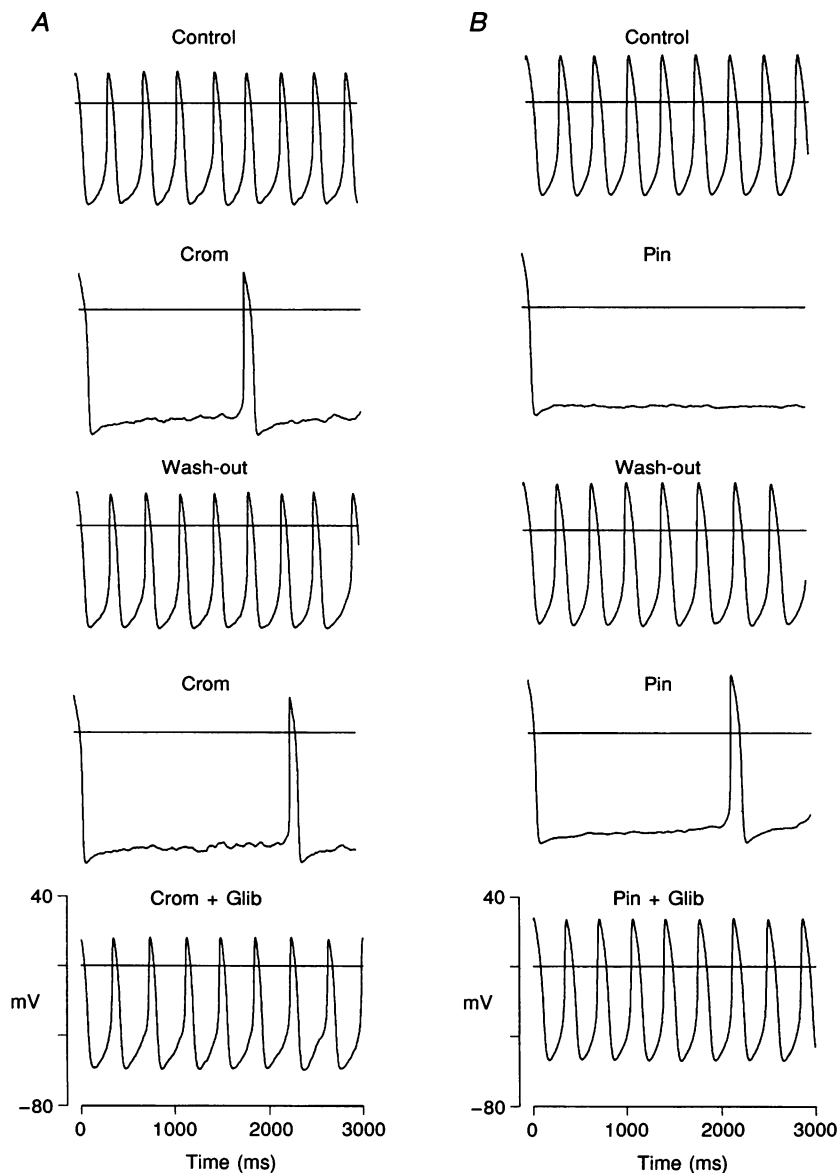 A
Control
Crom
Wash-out
Crom
Crom + Glib
40
mV
−80
0 1000 2000 3000
Time (ms)
B
Control
Pin
Wash-out
Pin
Pin + Glib
40
mV
−80
0 1000 2000 3000
Time (ms)